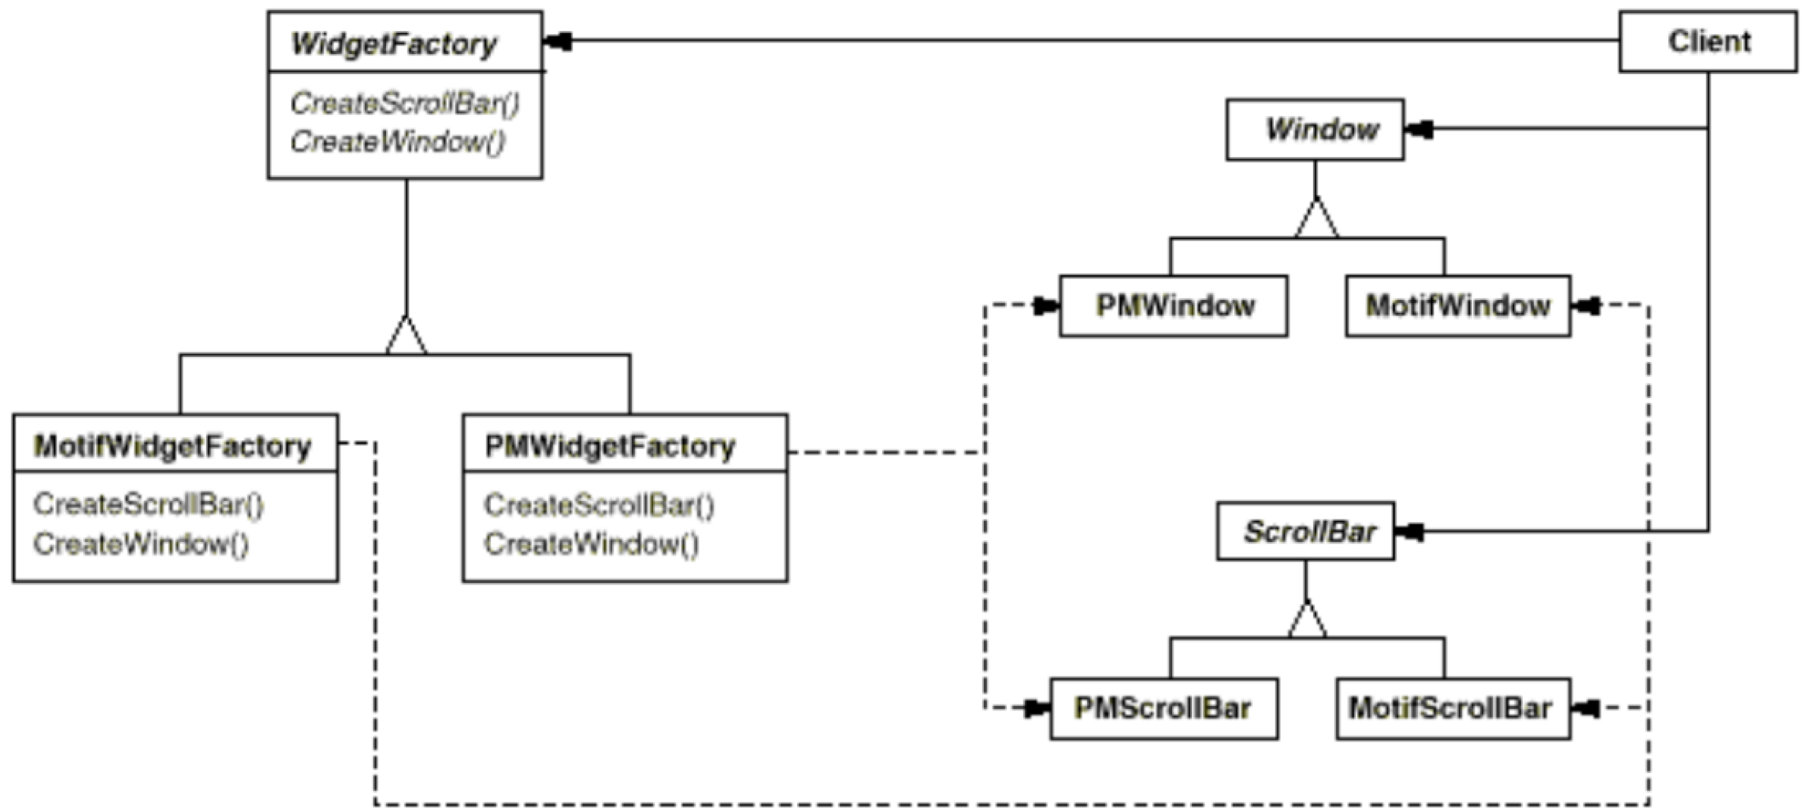 WidgetFactory
CreateScrollBar()
CreateWindow()
Client
Window
PMWindow
MotifWindow
MotifWidgetFactory
CreateScrollBar()
CreateWindow()
PMWidgetFactory
CreateScrollBar()
CreateWindow()
ScrollBar
PMScrollBar
MotifScrollBar